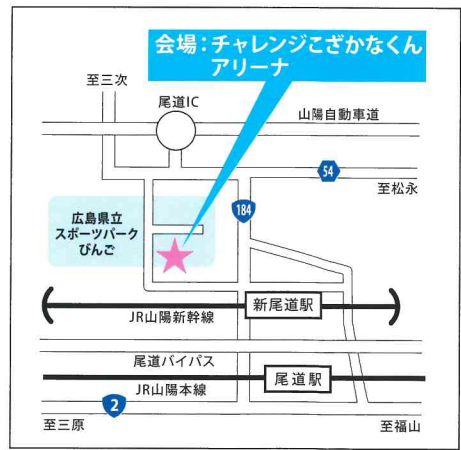 会場：チャレンジこざかなくん
アリーナ
至三次
尾道IC
山陽自動車道
54
至松永
184
広島県立
スポーツパーク
びんご
新尾道駅
JR山陽新幹線
尾道バイパス
尾道駅
JR山陽本線
2
至三原
至福山